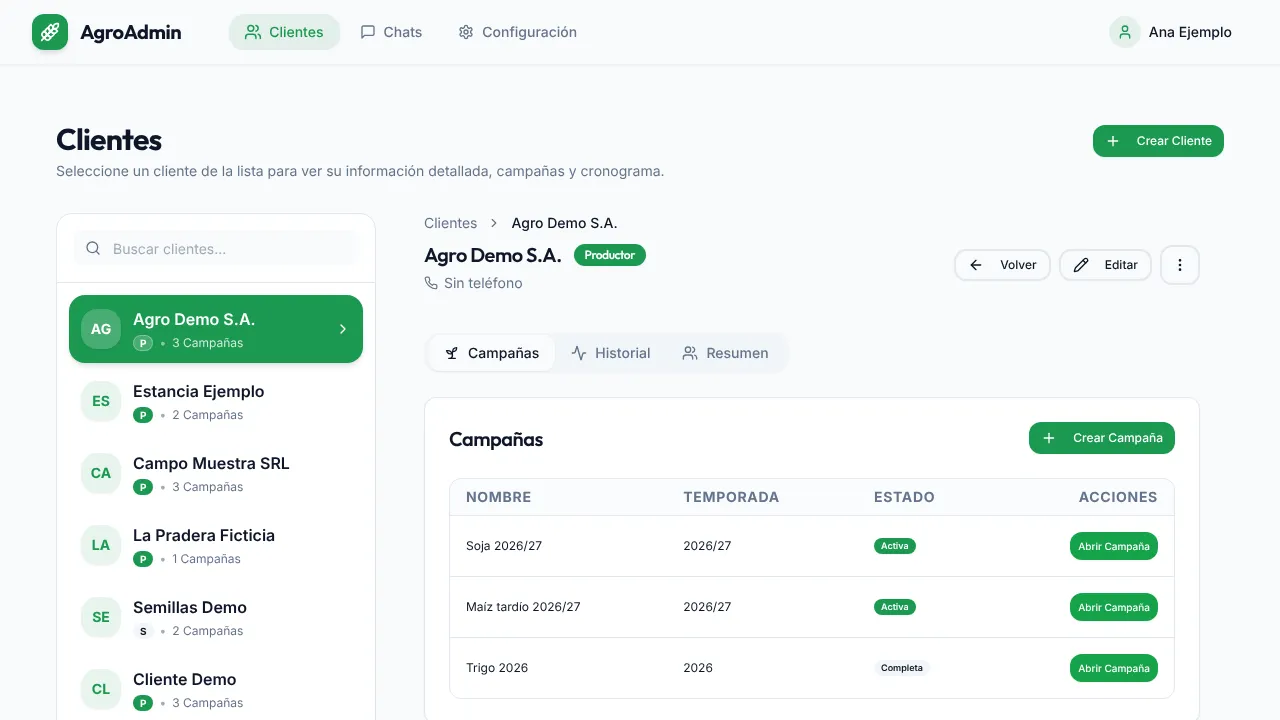 AgroAdmin
Clientes
Chats
Configuración
Ana Ejemplo
Clientes
Seleccione un cliente de la lista para ver su información detallada, campañas y cronograma.
Crear Cliente
Buscar clientes...
AG
Agro Demo S.A.
P • 3 Campañas
ES
Estancia Ejemplo
P • 2 Campañas
CA
Campo Muestra SRL
P • 3 Campañas
LA
La Pradera Ficticia
P • 1 Campañas
SE
Semillas Demo
S • 2 Campañas
CL
Cliente Demo
P • 3 Campañas
Clientes > Agro Demo S.A.
Agro Demo S.A. Productor
Sin teléfono
Volver
Editar
Campañas
Historial
Resumen
Campañas
Crear Campaña
NOMBRE TEMPORADA ESTADO ACCIONES
Soja 2026/27 2026/27 Activa Abrir Campaña
Maíz tardío 2026/27 2026/27 Activa Abrir Campaña
Trigo 2026 2026 Completa Abrir Campaña